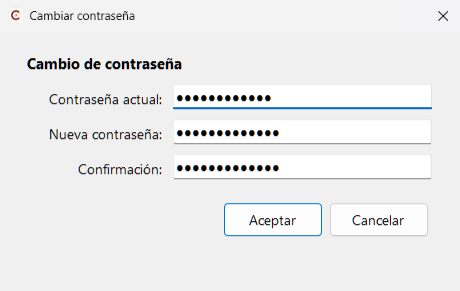 Cambiar contraseña
Cambio de contraseña
Contraseña actual: ●●●●●●●●●●●●
Nueva contraseña: ●●●●●●●●●●●●●
Confirmación: ●●●●●●●●●●●●●
Aceptar Cancelar